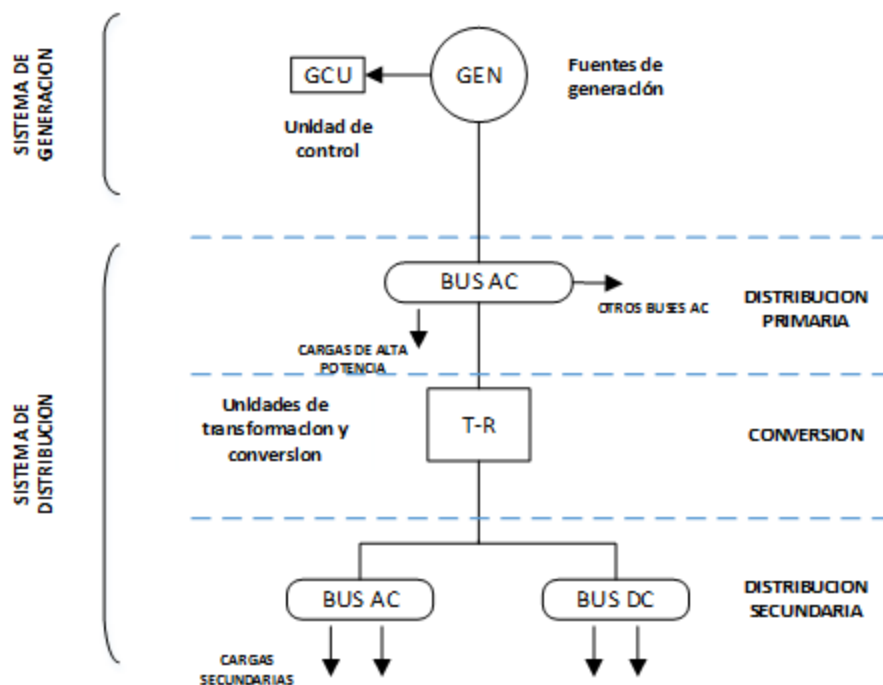 SISTEMA DE
GENERACION
GCU
GEN
Fuentes de
generación
Unidad de
control
SISTEMA DE
DISTRIBUCION
BUS AC
OTROS BUSES AC
DISTRIBUCION
PRIMARIA
CARGAS DE ALTA
POTENCIA
Unidades de
transformacion y
conversion
T-R
CONVERSION
BUS AC
BUS DC
DISTRIBUCION
SECUNDARIA
CARGAS
SECUNDARIAS